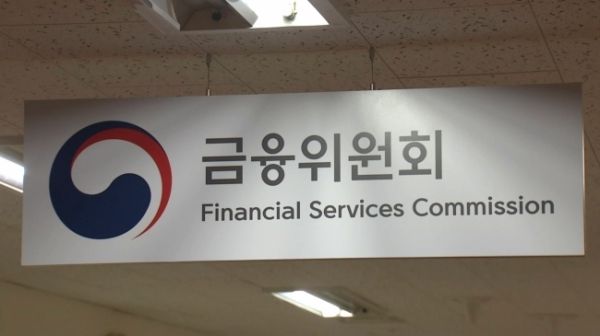 금융위원회
Financial Services Commission